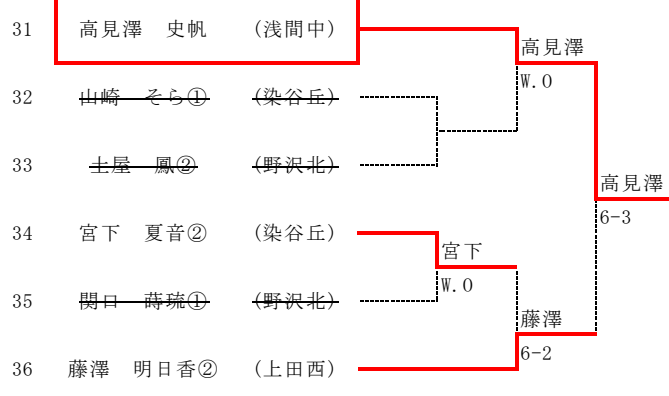 31 高見澤 史帆 (浅間中)
高見澤
32 山崎 そら① (染谷丘)
W.O
33 土屋 鳳② (野沢北)
高見澤
6-3
34 宮下 夏音② (染谷丘)
宮下
W.O
35 関口 蒔琉① (野沢北)
藤澤
6-2
36 藤澤 明日香② (上田西)